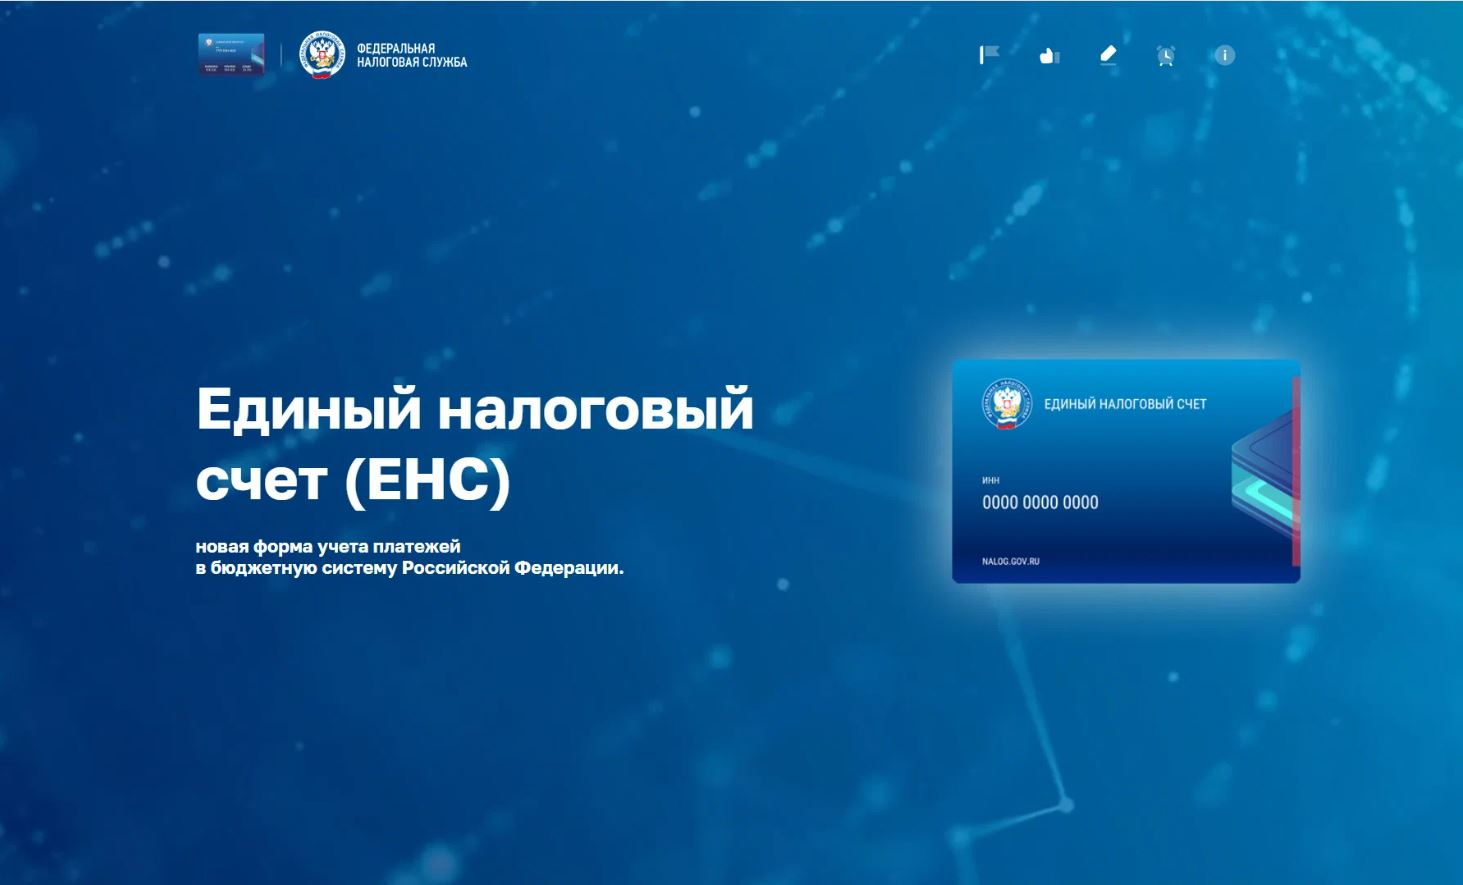 ФЕДЕРАЛЬНАЯ
НАЛОГОВАЯ СЛУЖБА
Единый налоговый
счет (ЕНС)
новая форма учета платежей
в бюджетную систему Российской Федерации.
ЕДИНЫЙ НАЛОГОВЫЙ СЧЕТ
ИНН
0000 0000 0000
NALOG.GOV.RU